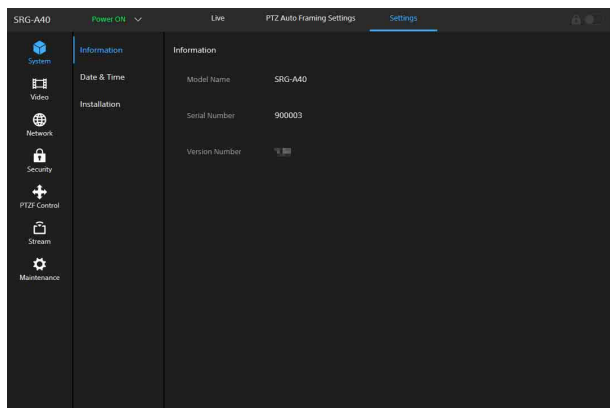 SRG-A40 Power ON Live PTZ Auto Framing Settings Settings
System
Video
Network
Security
PTZF Control
Stream
Maintenance
Information
Date & Time
Installation
Information
Model Name SRG-A40
Serial Number 900003
Version Number